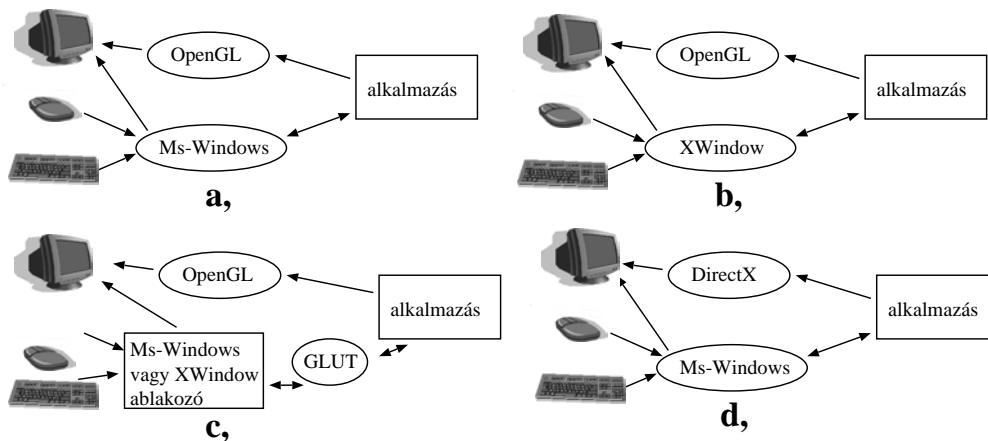 OpenGL
alkalmazás
Ms-Windows
a,
OpenGL
alkalmazás
XWindow
b,
OpenGL
alkalmazás
Ms-Windows
vagy XWindow
ablakozó
GLUT
c,
DirectX
alkalmazás
Ms-Windows
d,